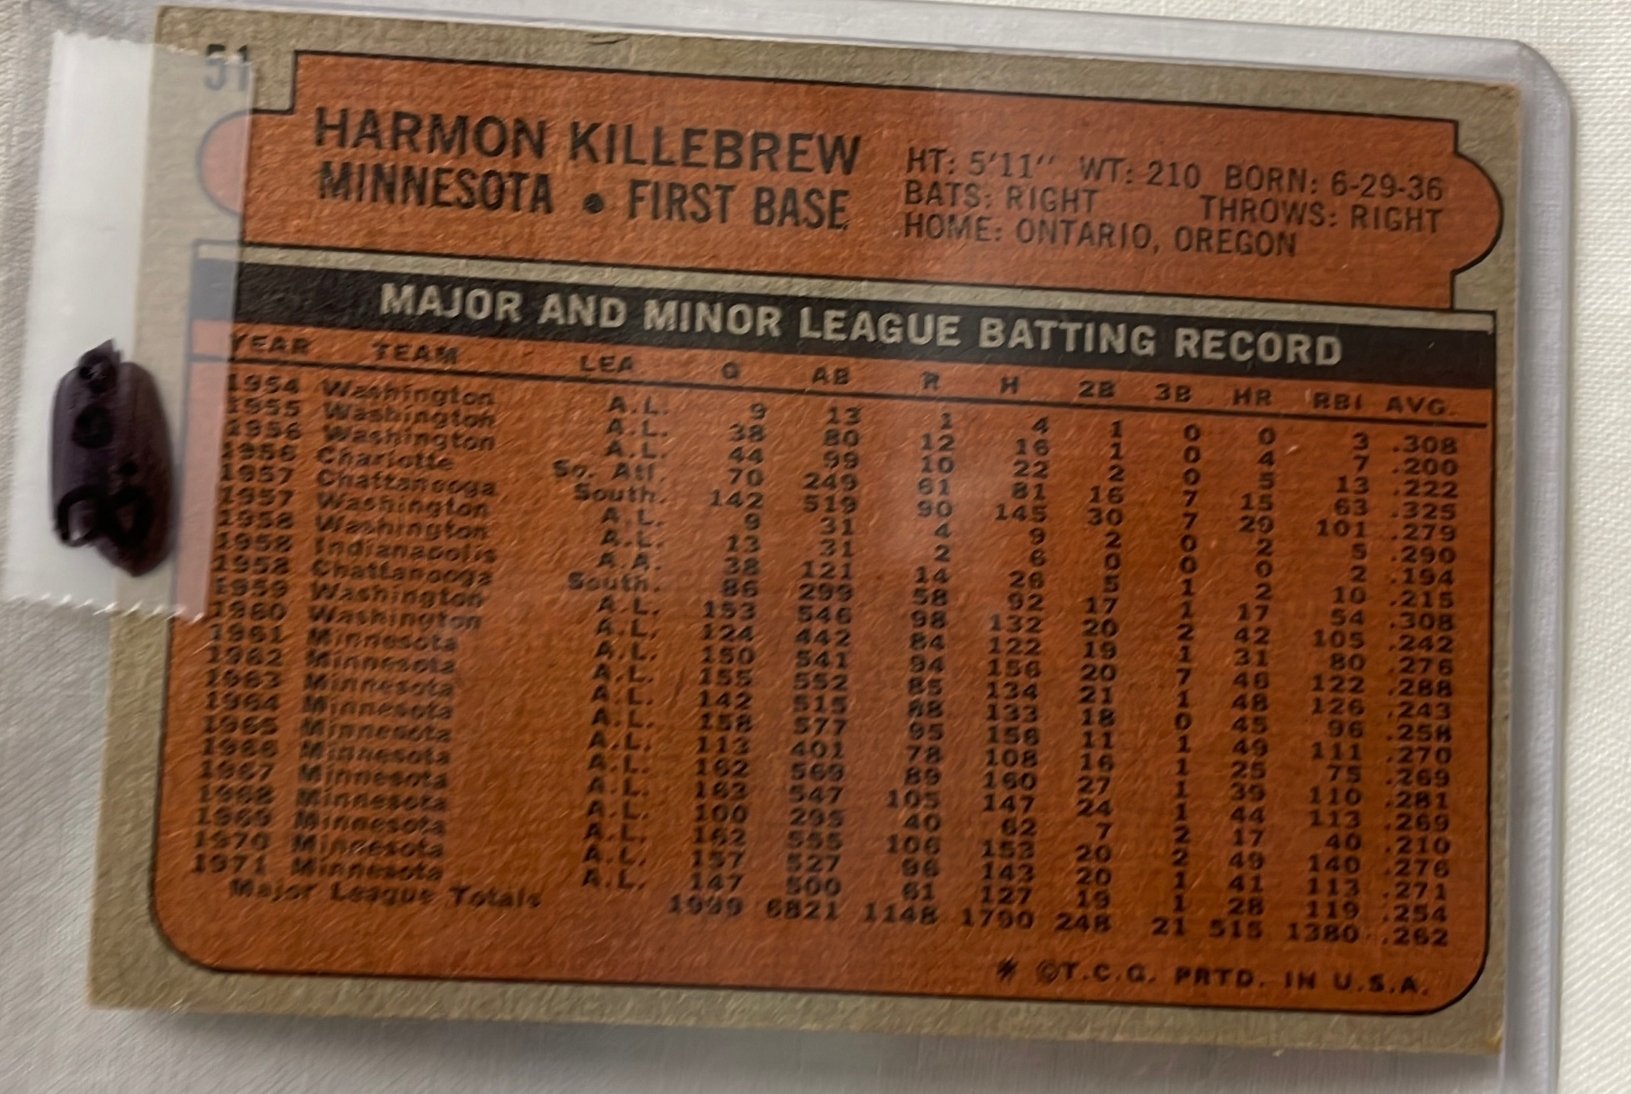 51
HARMON KILLEBREW
MINNESOTA • FIRST BASE
HT: 5'11" WT: 210 BORN: 6-29-36
BATS: RIGHT THROWS: RIGHT
HOME: ONTARIO, OREGON
MAJOR AND MINOR LEAGUE BATTING RECORD
YEAR TEAM LEA G AB R H 2B 3B HR RBI AVG.
1954 Washington A.L. 9 13 1 4 1 0 0 3 .308
1955 Washington A.L. 38 80 12 16 1 0 4 7 .200
1956 Washington A.L. 44 99 10 22 2 0 5 13 .222
1956 Charlotte So. Atl. 70 249 61 81 16 7 15 63 .325
1957 Chattanooga South. 142 519 90 145 30 7 29 101 .279
1957 Washington A.L. 9 31 4 9 2 0 2 5 .290
1958 Washington A.L. 13 31 2 6 0 0 0 2 .194
1958 Indianapolis A.A. 38 121 14 26 5 1 2 10 .215
1958 Chattanooga South. 86 299 58 92 17 1 17 54 .308
1959 Washington A.L. 153 546 98 132 20 2 42 105 .242
1960 Washington A.L. 124 442 84 122 19 1 31 80 .276
1961 Minnesota A.L. 150 541 94 156 20 7 46 122 .288
1962 Minnesota A.L. 155 552 85 134 21 1 48 126 .243
1963 Minnesota A.L. 142 515 88 133 18 0 45 96 .258
1964 Minnesota A.L. 158 577 95 156 11 1 49 111 .270
1965 Minnesota A.L. 113 401 78 108 16 1 25 75 .269
1966 Minnesota A.L. 162 569 89 160 27 1 39 110 .281
1967 Minnesota A.L. 163 547 105 147 24 1 44 113 .269
1968 Minnesota A.L. 100 295 40 62 7 2 17 40 .210
1969 Minnesota A.L. 162 555 106 153 20 2 49 140 .276
1970 Minnesota A.L. 157 527 96 143 20 1 41 113 .271
1971 Minnesota A.L. 147 500 61 127 19 1 28 119 .254
Major League Totals 1999 6821 1148 1790 248 21 515 1380 .262
* ©T.C.G. PRTD. IN U.S.A.